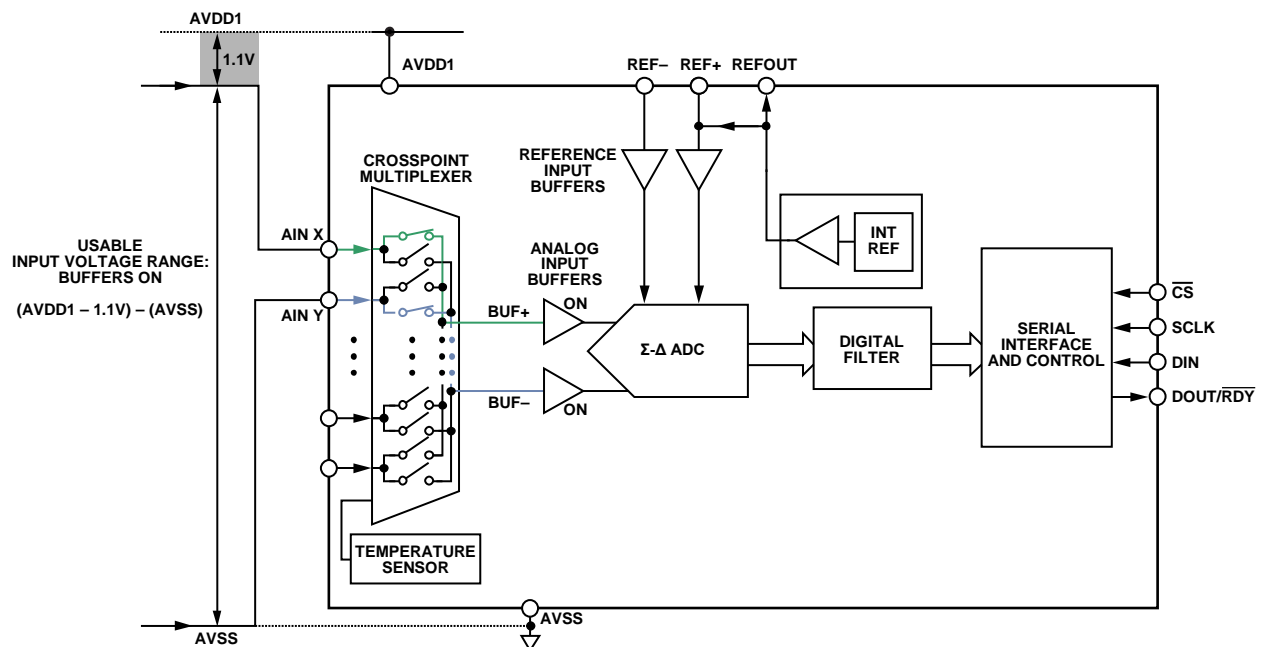 AVDD1
1.1V
AVDD1
REF–
REF+
REFOUT
CROSSPOINT
MULTIPLEXER
REFERENCE
INPUT
BUFFERS
INT
REF
USABLE
INPUT VOLTAGE RANGE:
BUFFERS ON
(AVDD1 – 1.1V) – (AVSS)
AIN X
AIN Y
ANALOG
INPUT
BUFFERS
ON
BUF+
BUF–
ON
Σ-Δ ADC
DIGITAL
FILTER
SERIAL
INTERFACE
AND CONTROL
CS
SCLK
DIN
DOUT/RDY
TEMPERATURE
SENSOR
AVSS
AVSS